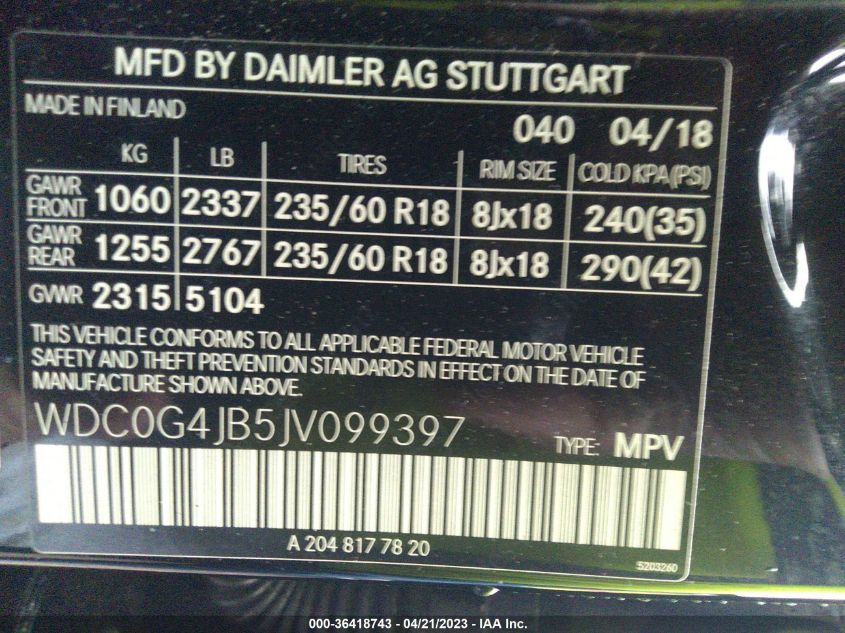 MFD BY DAIMLER AG STUTTGART
MADE IN FINLAND
040 04/18
KG LB TIRES RIM SIZE COLD KPA(PSI)
GAWR FRONT 1060 2337 235/60 R18 8Jx18 240(35)
GAWR REAR 1255 2767 235/60 R18 8Jx18 290(42)
GVWR 2315 5104
THIS VEHICLE CONFORMS TO ALL APPLICABLE FEDERAL MOTOR VEHICLE
SAFETY AND THEFT PREVENTION STANDARDS IN EFFECT ON THE DATE OF
MANUFACTURE SHOWN ABOVE.
WDC0G4JB5JV099397 TYPE: MPV
A 204 817 78 20
5203260
000-36418743 / 04/21/2023 — IAA Inc.